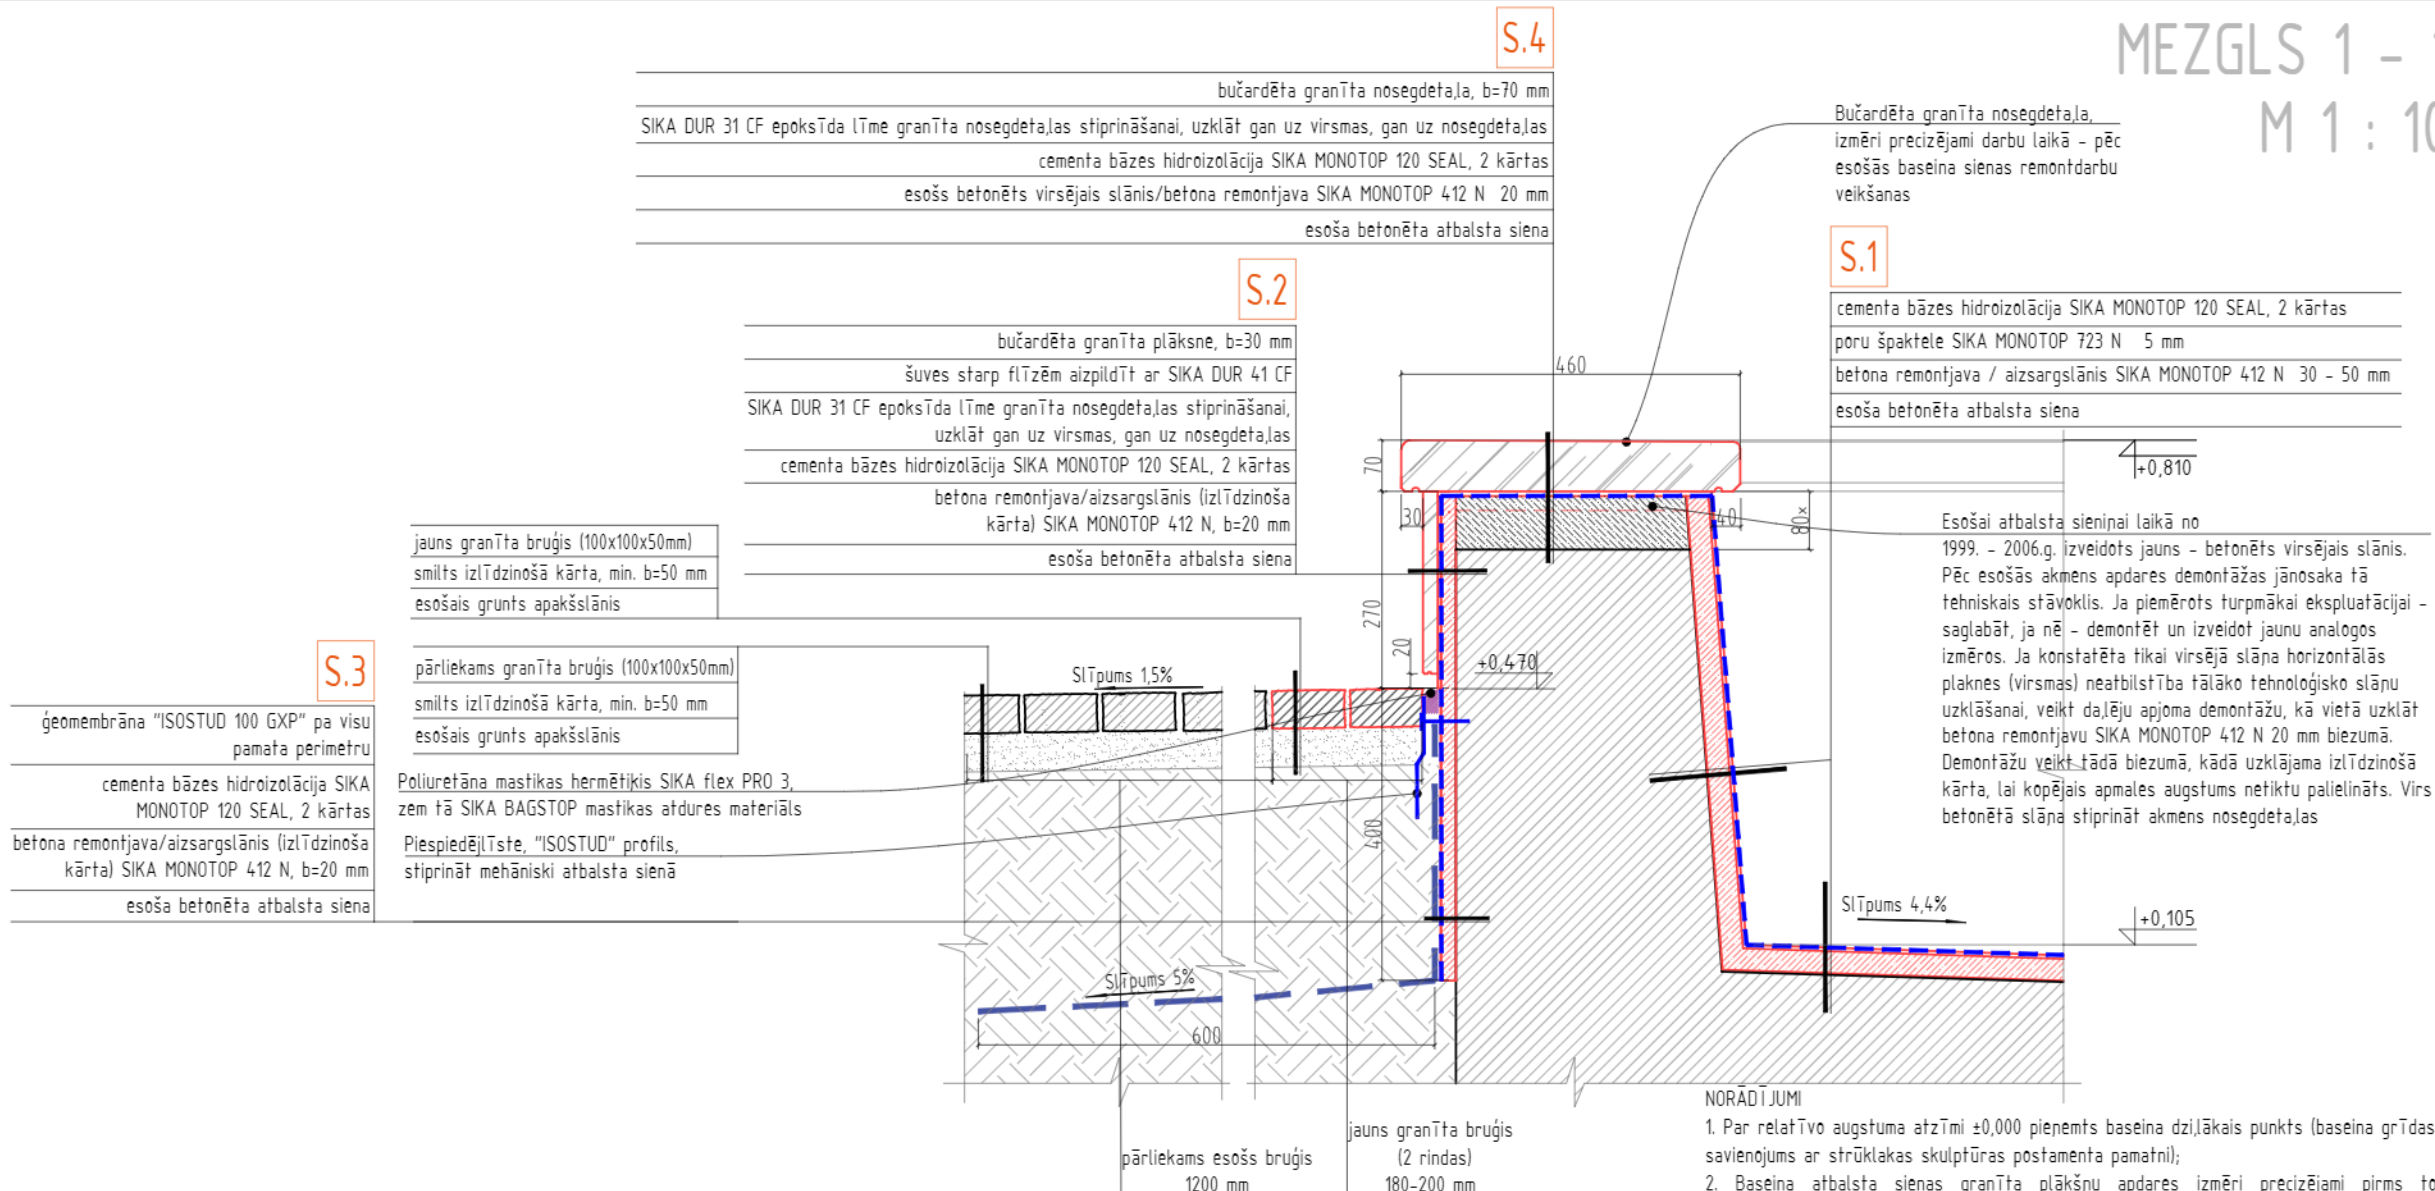 MEZGLS 1 -
M 1 : 10
S.4
bučardēta granīta nosegdeta,la, b=70 mm
SIKA DUR 31 CF epoksīda līme granīta nosegdeta,las stiprināšanai, uzklāt gan uz virsmas, gan uz nosegdeta,las
cementa bāzes hidroizolācija SIKA MONOTOP 120 SEAL, 2 kārtas
esošs betonēts virsējais slānis/betona remontjava SIKA MONOTOP 412 N 20 mm
esoša betonēta atbalsta siena
Bučardēta granīta nosegdeta,la,
izmēri precizējami darbu laikā - pēc
esošās baseina sienas remontdarbu
veikšanas
S.1
cementa bāzes hidroizolācija SIKA MONOTOP 120 SEAL, 2 kārtas
poru špaktele SIKA MONOTOP 723 N 5 mm
betona remontjava / aizsargslānis SIKA MONOTOP 412 N 30 - 50 mm
esoša betonēta atbalsta siena
S.2
bučardēta granīta plāksne, b=30 mm
šuves starp flīzēm aizpildīt ar SIKA DUR 41 CF
SIKA DUR 31 CF epoksīda līme granīta nosegdeta,las stiprināšanai,
uzklāt gan uz virsmas, gan uz nosegdeta,las
cementa bāzes hidroizolācija SIKA MONOTOP 120 SEAL, 2 kārtas
betona remontjava/aizsargslānis (izlīdzinoša
kārta) SIKA MONOTOP 412 N, b=20 mm
esoša betonēta atbalsta siena
jauns granīta bruģis (100x100x50mm)
smilts izlīdzinošā kārta, min. b=50 mm
esošais grunts apakšslānis
pārliekams granīta bruģis (100x100x50mm)
smilts izlīdzinošā kārta, min. b=50 mm
esošais grunts apakšslānis
S.3
ģeomembrāna "ISOSTUD 100 GXP" pa visu
pamata perimetru
cementa bāzes hidroizolācija SIKA
MONOTOP 120 SEAL, 2 kārtas
betona remontjava/aizsargslānis (izlīdzinoša
kārta) SIKA MONOTOP 412 N, b=20 mm
esoša betonēta atbalsta siena
Poliuretāna mastikas hermētiķis SIKA flex PRO 3,
zem tā SIKA BAGSTOP mastikas atdures materiāls
Piespiedējlīste, "ISOSTUD" profils,
stiprināt mehāniski atbalsta sienā
460
70
30
40
80x
270
20
400
600
+0,810
+0,470
+0,105
Slīpums 1,5%
Slīpums 4,4%
Slīpums 5%
Esošai atbalsta sieniņai laikā no
1999. - 2006.g. izveidots jauns - betonēts virsējais slānis.
Pēc esošās akmens apdares demontāžas jānosaka tā
tehniskais stāvoklis. Ja piemērots turpmākai ekspluatācijai -
saglabāt, ja nē - demontēt un izveidot jaunu analogos
izmēros. Ja konstatēta tikai virsējā slāņa horizontālās
plaknes (virsmas) neatbilstība tālāko tehnoloģisko slāņu
uzklāšanai, veikt da,lēju apjoma demontāžu, kā vietā uzklāt
betona remontjavu SIKA MONOTOP 412 N 20 mm biezumā.
Demontāžu veikt tādā biezumā, kādā uzklājama izlīdzinošā
kārta, lai kopējais apmales augstums netiktu palielināts. Virs
betonētā slāņa stiprināt akmens nosegdeta,las
pārliekams esošs bruģis
1200 mm
jauns granīta bruģis
(2 rindas)
180-200 mm
NORĀDĪJUMI
1. Par relatīvo augstuma atzīmi ±0,000 pieņemts baseina dzi,lākais punkts (baseina grīdas
savienojums ar strūklakas skulptūras postamenta pamatni);
2. Baseina atbalsta sienas granīta plākšņu apdares izmēri precizējami pirms